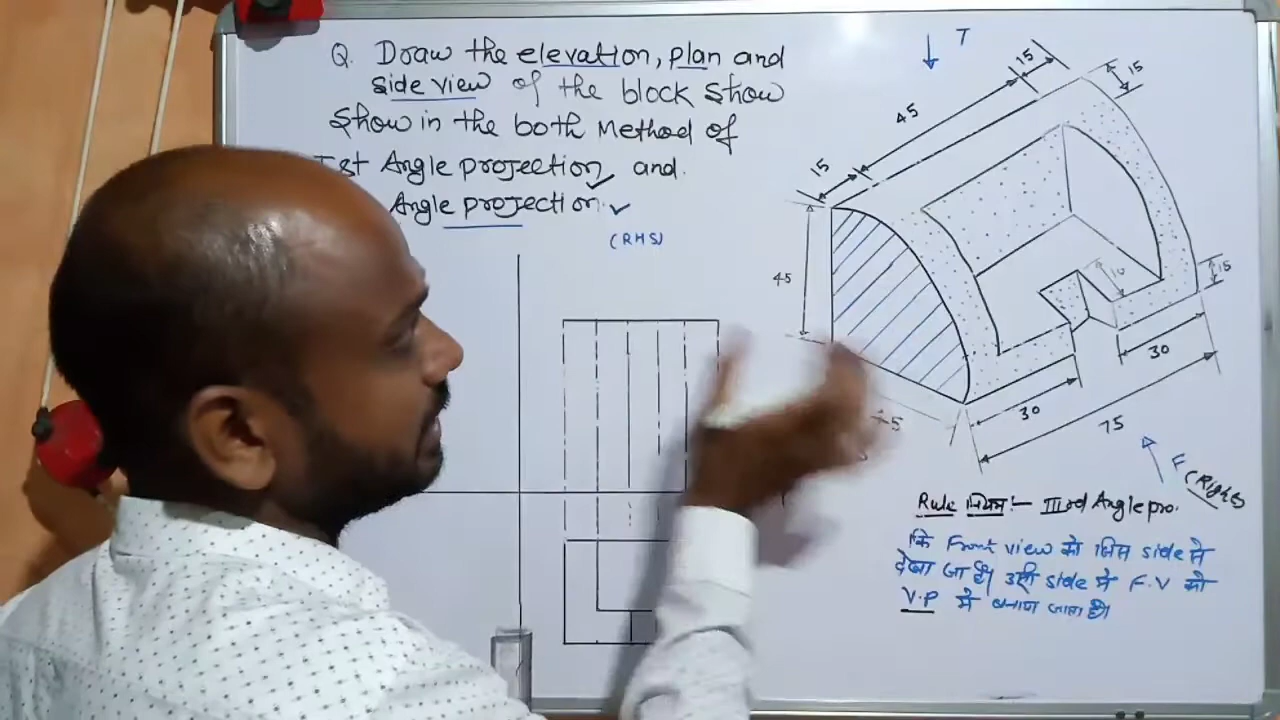 Q. Draw the elevation, plan and
side view of the block show
show in the both Method of
Ist Angle projection and.
Angle projection
(RHS)
T
15
15
45
15
45
10
15
30
30
75
F (Right)
Rule नियम:- IIIrd Angle pro.
कि Front view को जिस side से
देखा जा है। उसी side में F.V को
V.P में बनाया जाता है।